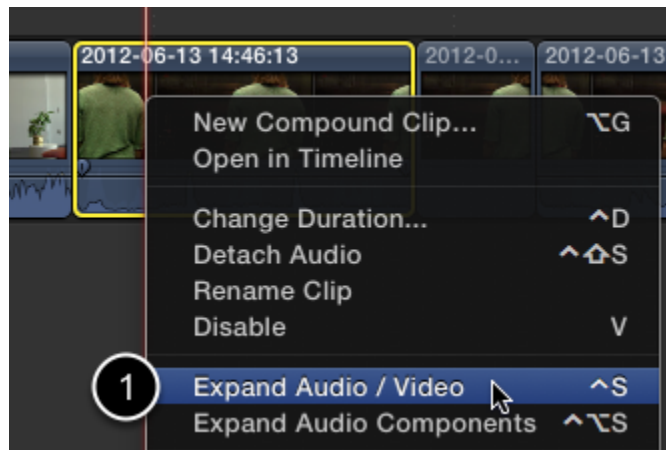 2012-06-13 14:46:13 2012-0... 2012-06-13
New Compound Clip... ⌥G
Open in Timeline
Change Duration... ^D
Detach Audio ^⇧S
Rename Clip
Disable V
1 Expand Audio / Video ^S
Expand Audio Components ^⌥S